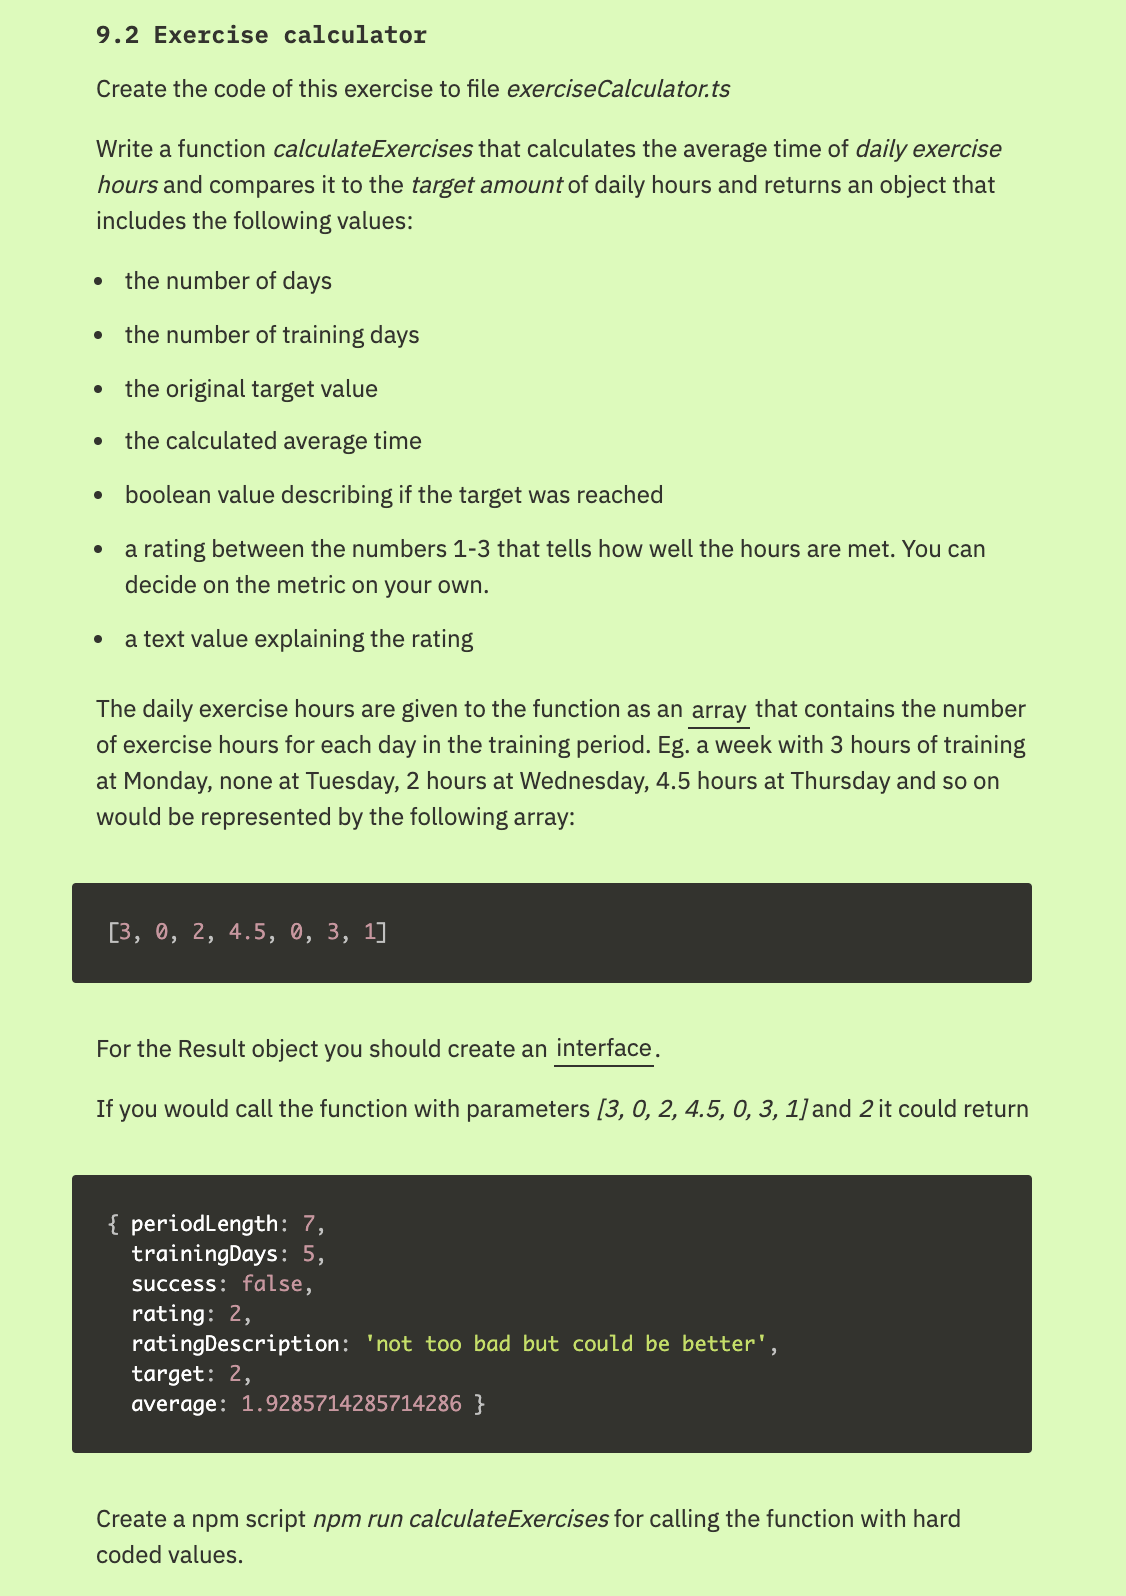 9.2 Exercise calculator
Create the code of this exercise to file exerciseCalculator.ts
Write a function calculateExercises that calculates the average time of daily exercise
hours and compares it to the target amount of daily hours and returns an object that
includes the following values:
• the number of days
• the number of training days
• the original target value
• the calculated average time
• boolean value describing if the target was reached
• a rating between the numbers 1-3 that tells how well the hours are met. You can
decide on the metric on your own.
• a text value explaining the rating
The daily exercise hours are given to the function as an array that contains the number
of exercise hours for each day in the training period. Eg. a week with 3 hours of training
at Monday, none at Tuesday, 2 hours at Wednesday, 4.5 hours at Thursday and so on
would be represented by the following array:
[3, 0, 2, 4.5, 0, 3, 1]
For the Result object you should create an interface.
If you would call the function with parameters [3, 0, 2, 4.5, 0, 3, 1] and 2 it could return
{ periodLength: 7,
  trainingDays: 5,
  success: false,
  rating: 2,
  ratingDescription: 'not too bad but could be better',
  target: 2,
  average: 1.9285714285714286 }
Create a npm script npm run calculateExercises for calling the function with hard
coded values.